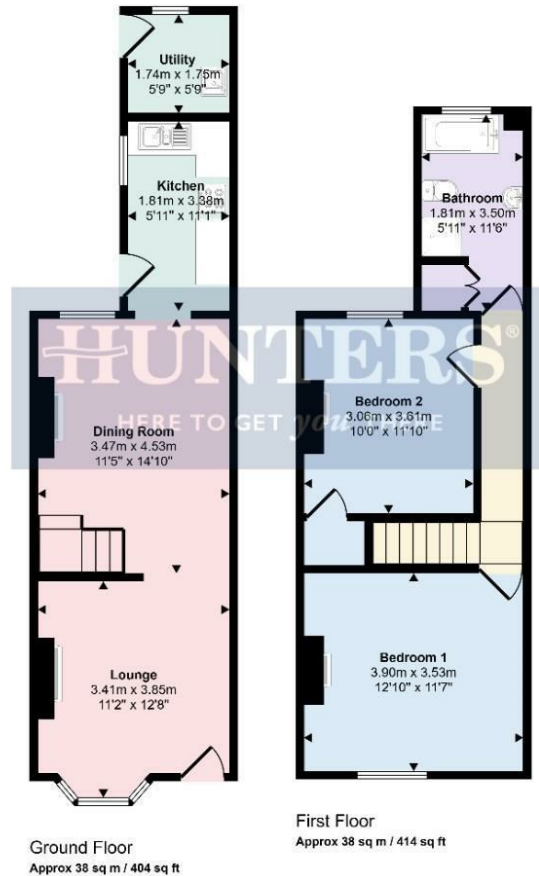 Utility
1.74m x 1.75m
5'9" x 5'9"
Kitchen
1.81m x 3.38m
5'11" x 11'1"
HUNTERS®
HERE TO GET you THERE
Dining Room
3.47m x 4.53m
11'5" x 14'10"
Lounge
3.41m x 3.85m
11'2" x 12'8"
Ground Floor
Approx 38 sq m / 404 sq ft
Bathroom
1.81m x 3.50m
5'11" x 11'6"
Bedroom 2
3.06m x 3.61m
10'0" x 11'10"
Bedroom 1
3.90m x 3.53m
12'10" x 11'7"
First Floor
Approx 38 sq m / 414 sq ft